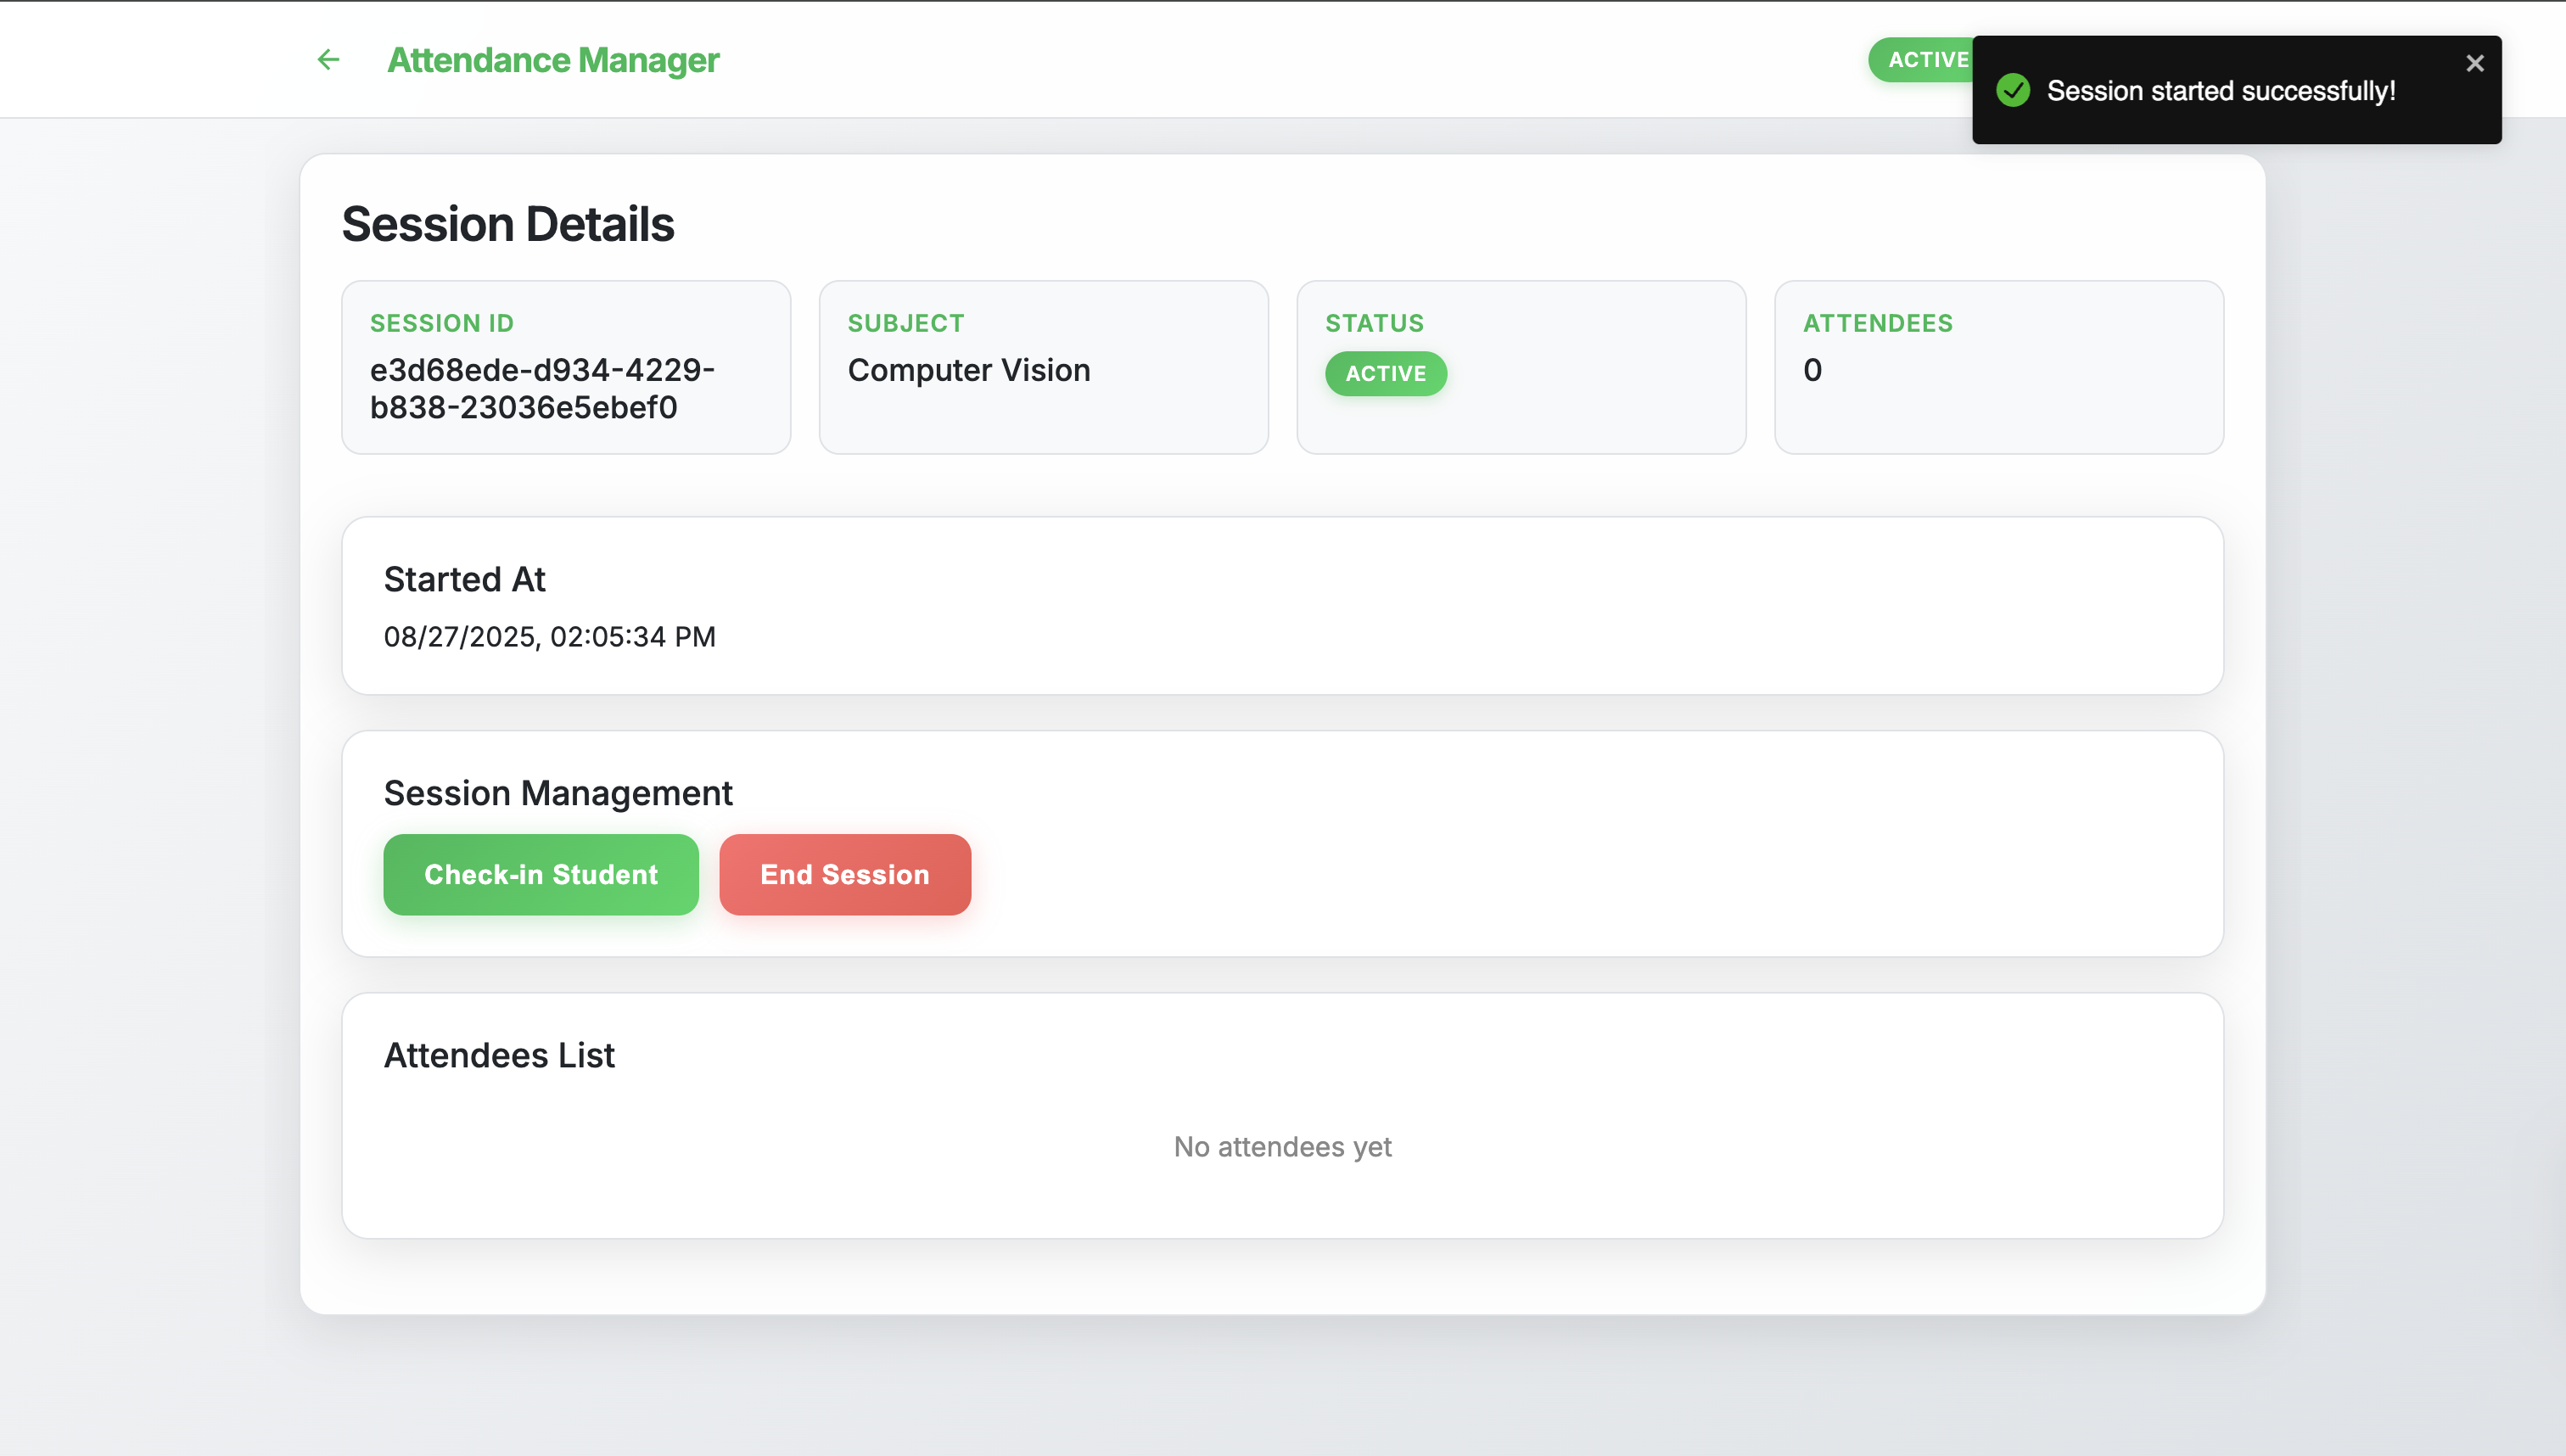 Attendance Manager
ACTIVE
Session started successfully!
Session Details
SESSION ID
e3d68ede-d934-4229-
b838-23036e5ebef0
SUBJECT
Computer Vision
STATUS
ACTIVE
ATTENDEES
0
Started At
08/27/2025, 02:05:34 PM
Session Management
Check-in Student
End Session
Attendees List
No attendees yet